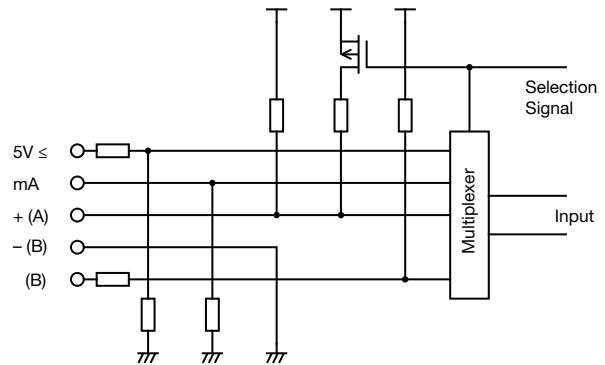 Selection
Signal
5V ≤
mA
+ (A)
– (B)
(B)
Multiplexer
Input